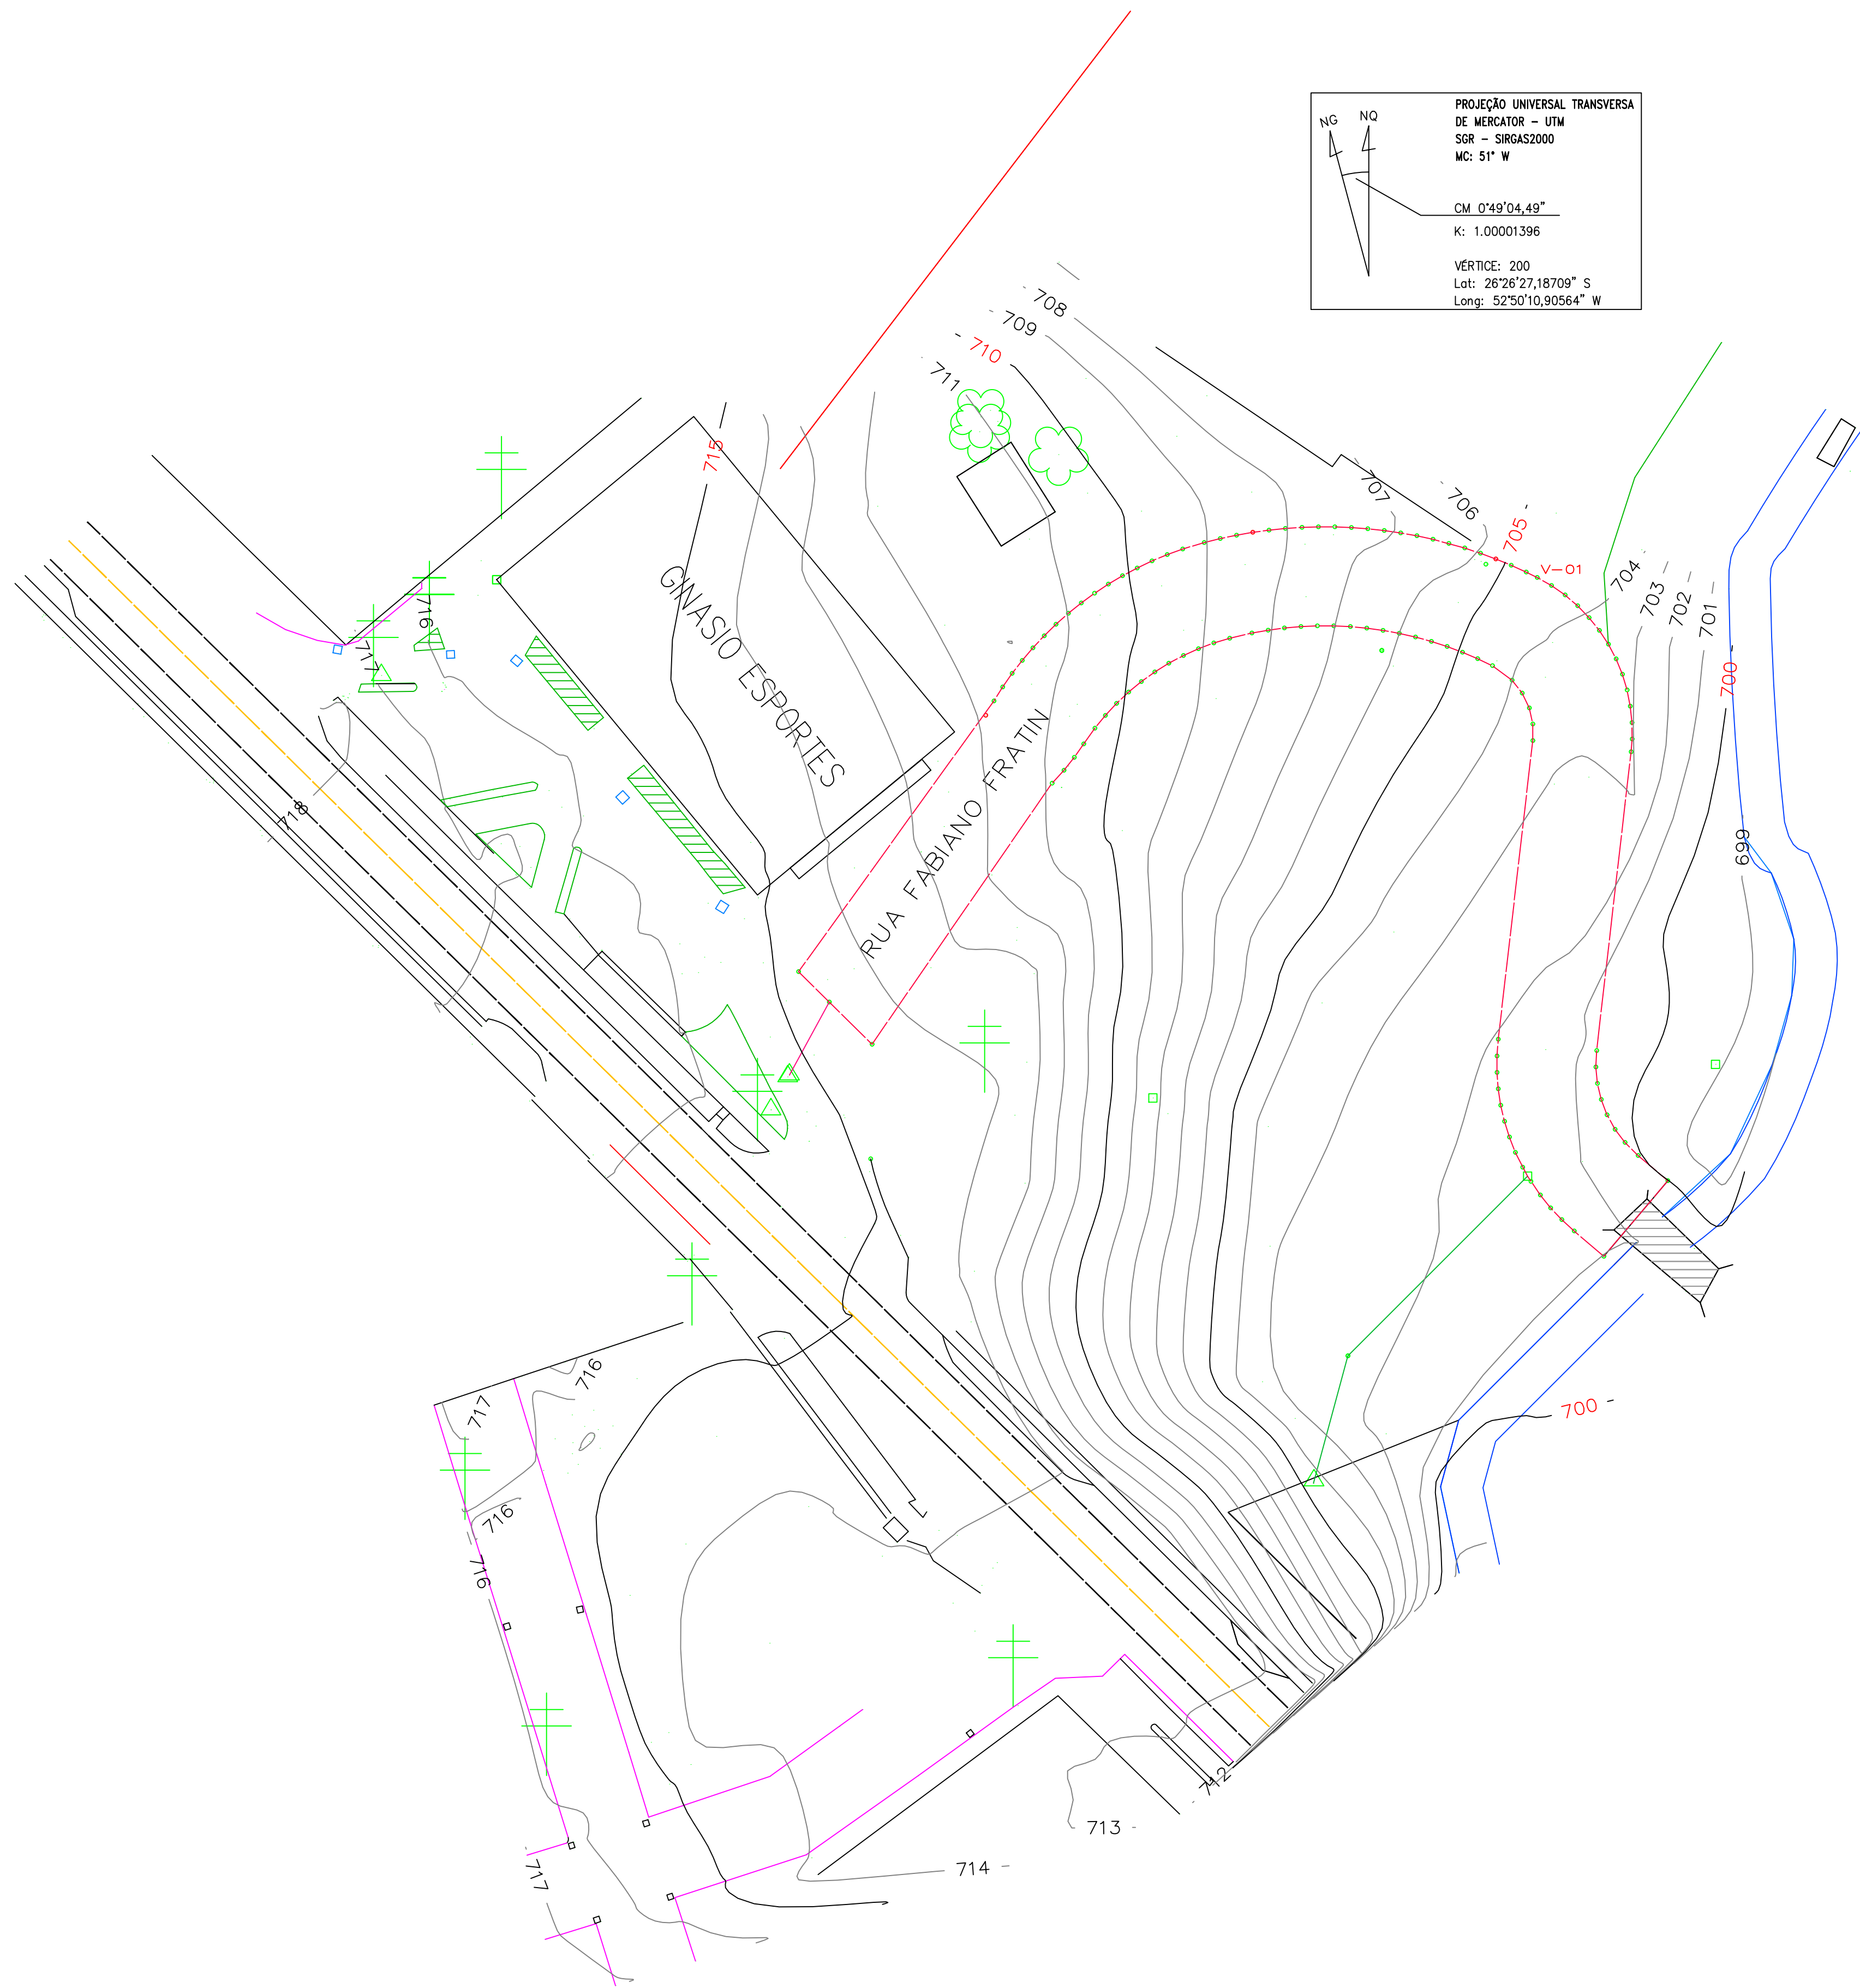 PROJEÇÃO UNIVERSAL TRANSVERSA
DE MERCATOR – UTM
SGR – SIRGAS2000
MC: 51° W
NG
NQ
CM 0°49'04,49"
K: 1.00001396
VÉRTICE: 200
Lat: 26°26'27,18709" S
Long: 52°50'10,90564" W
- 708
- 709
- 710
- 711
715
- 707
- 706
705 -
V-01
704 -
703 -
702 -
701 -
700 -
699
716
717
- 718
GINASIO ESPORTES
RUA FABIANO FRATIN
716
717
716
- 716
700 -
- 712
713 -
714 -
- 717